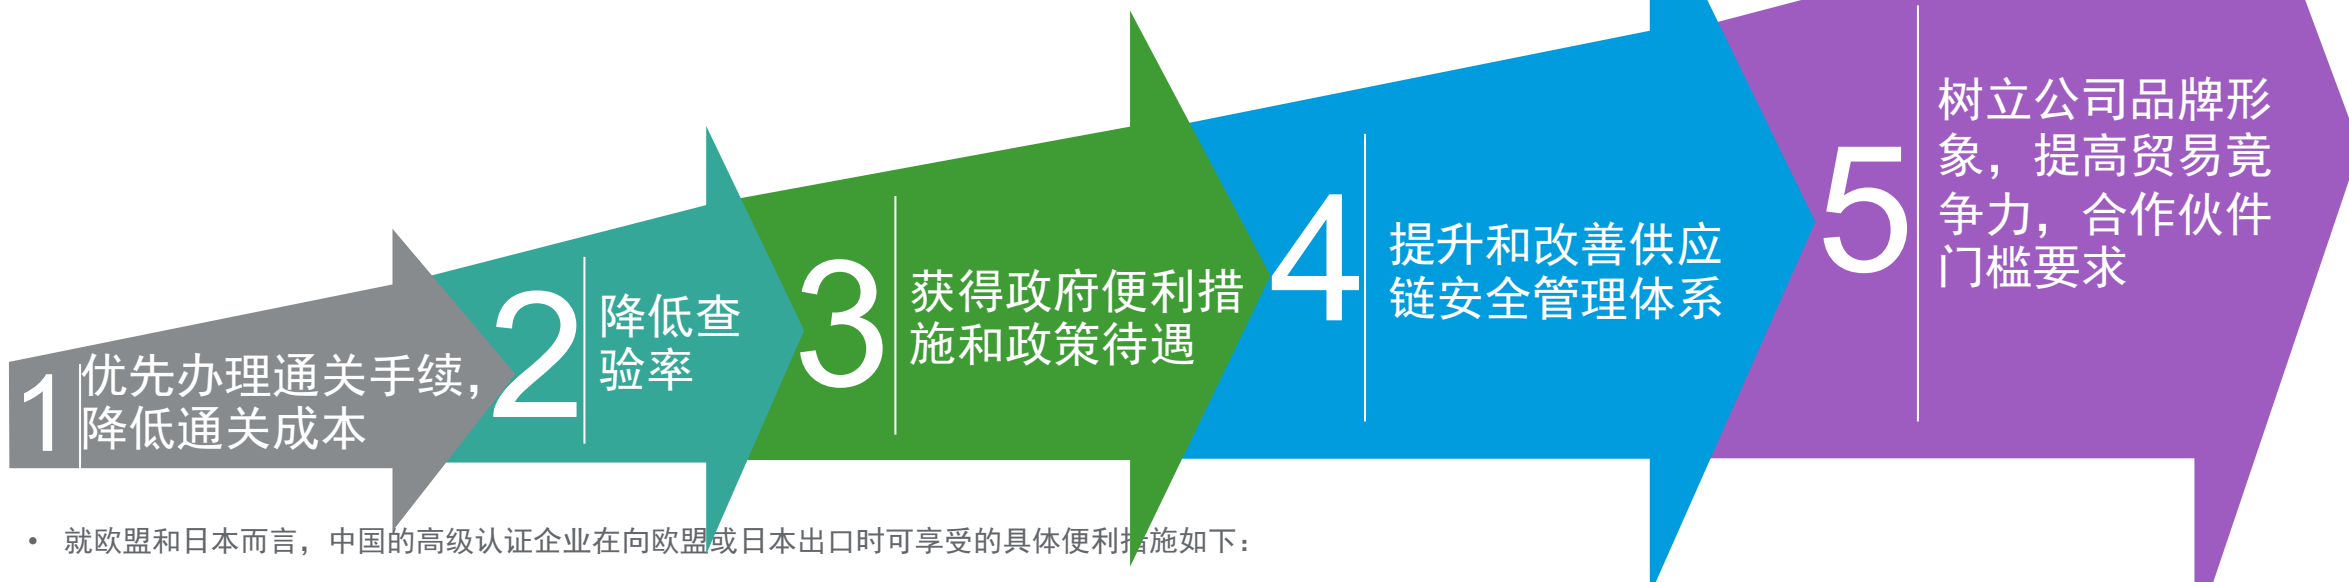 1
优先办理通关手续，
降低通关成本
2
降低查
验率
3
获得政府便利措
施和政策待遇
4
提升和改善供应
链安全管理体系
5
树立公司品牌形
象，提高贸易竟
争力，合作伙件
门槛要求
• 就欧盟和日本而言，中国的高级认证企业在向欧盟或日本出口时可享受的具体便利措施如下：